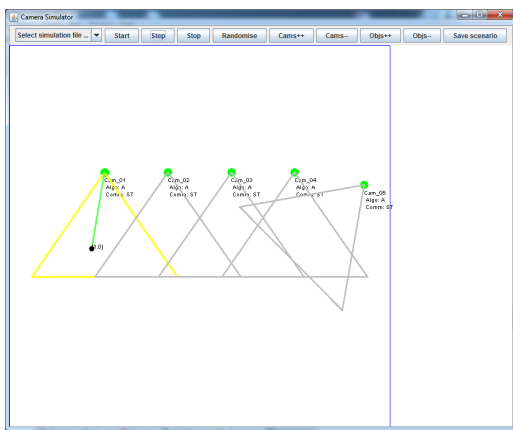 Camera Simulator
Select simulation file ... Start Step Stop Randomise Cams++ Cams-- Objs++ Objs-- Save scenario
Cam_01 Cam_02 Cam_03 Cam_04
Algo: A Algo: A Algo: A Algo: A
Comm: ST Comm: ST Comm: ST Comm: ST
Cam_05
Algo: A
Comm: ST